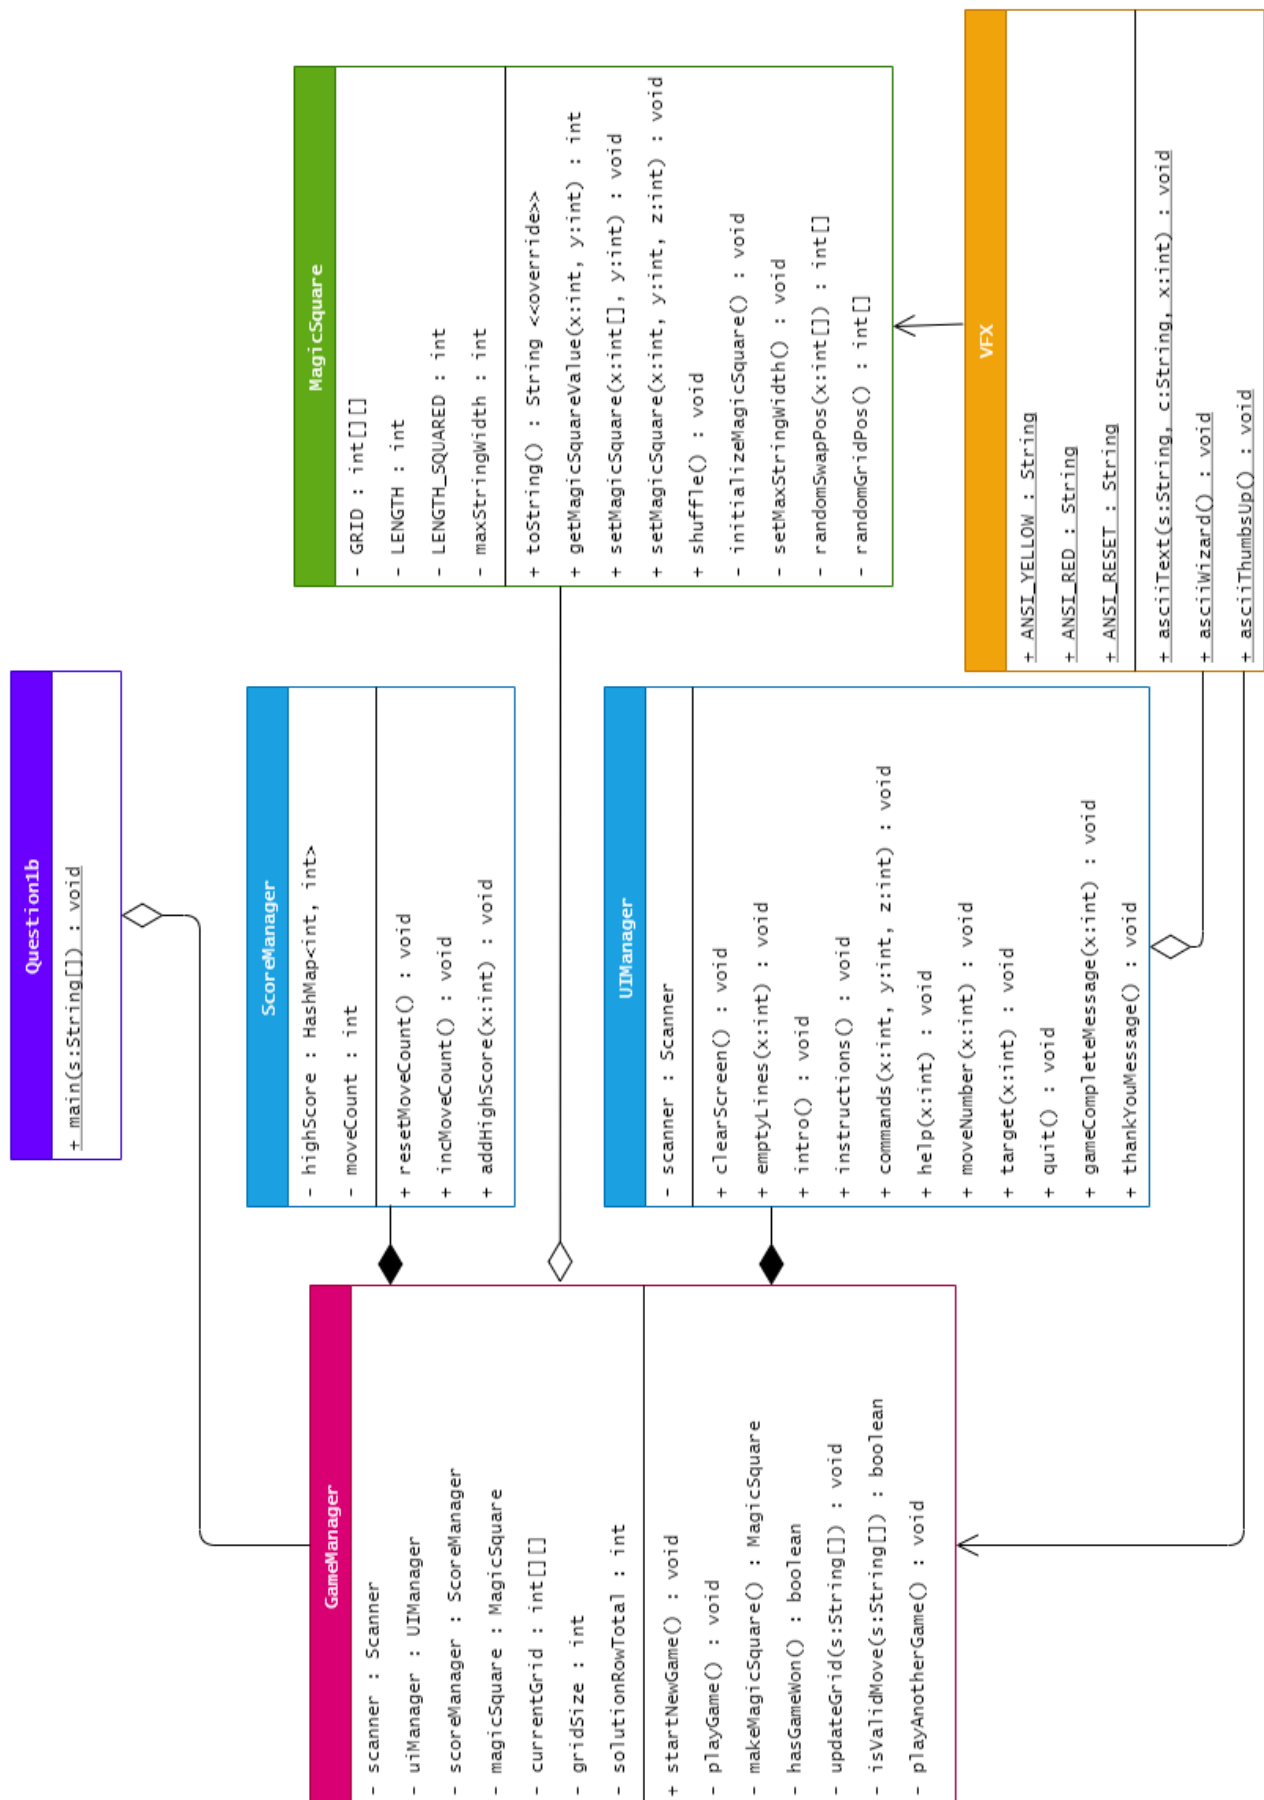 Question1b
+ main(s:String[]) : void
GameManager
- scanner : Scanner
- uiManager : UIManager
- scoreManager : ScoreManager
- magicSquare : MagicSquare
- currentGrid : int[][]
- gridSize : int
- solutionRowTotal : int
+ startNewGame() : void
- playGame() : void
- makeMagicSquare() : MagicSquare
- hasGameWon() : boolean
- updateGrid(s:String[]) : void
- isValidMove(s:String[]) : boolean
- playAnotherGame() : void
ScoreManager
- highScore : HashMap<int, int>
- moveCount : int
+ resetMoveCount() : void
+ incMoveCount() : void
+ addHighScore(x:int) : void
UIManager
- scanner : Scanner
+ clearScreen() : void
+ emptyLines(x:int) : void
+ intro() : void
+ instructions() : void
+ commands(x:int, y:int, z:int) : void
+ help(x:int) : void
+ moveNumber(x:int) : void
+ target(x:int) : void
+ quit() : void
+ gameCompleteMessage(x:int) : void
+ thankYouMessage() : void
MagicSquare
- GRID : int[][]
- LENGTH : int
- LENGTH_SQUARED : int
- maxStringWidth : int
+ toString() : String <<override>>
+ getMagicSquareValue(x:int, y:int) : int
+ setMagicSquare(x:int[], y:int) : void
+ setMagicSquare(x:int, y:int, z:int) : void
+ shuffle() : void
- initializeMagicSquare() : void
- setMaxStringWidth() : void
- randomSwapPos(x:int[]) : int[]
- randomGridPos() : int[]
VFX
+ ANSI_YELLOW : String
+ ANSI_RED : String
+ ANSI_RESET : String
+ asciiText(s:String, c:String, x:int) : void
+ asciiWizard() : void
+ asciiThumbsUp() : void